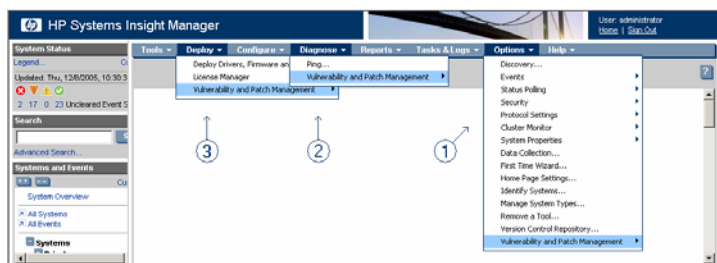 hp HP Systems Insight Manager
User: administrator
Home | Sign Out
System Status
Legend...
Updated: Thu, 12/8/2005, 10:30:3
2 17 0 23 Uncleared Event S
Search
Advanced Search...
Systems and Events
Cu
System Overview
All Systems
All Events
Systems
Tools Deploy Configure Diagnose Reports Tasks & Logs Options Help
Deploy Drivers, Firmware an
License Manager
Vulnerability and Patch Management
Ping...
Vulnerability and Patch Management
Discovery...
Events
Status Polling
Security
Protocol Settings
Cluster Monitor
System Properties
Data Collection...
First Time Wizard...
Home Page Settings...
Identify Systems...
Manage System Types...
Remove a Tool...
Version Control Repository...
Vulnerability and Patch Management
?
3
2
1